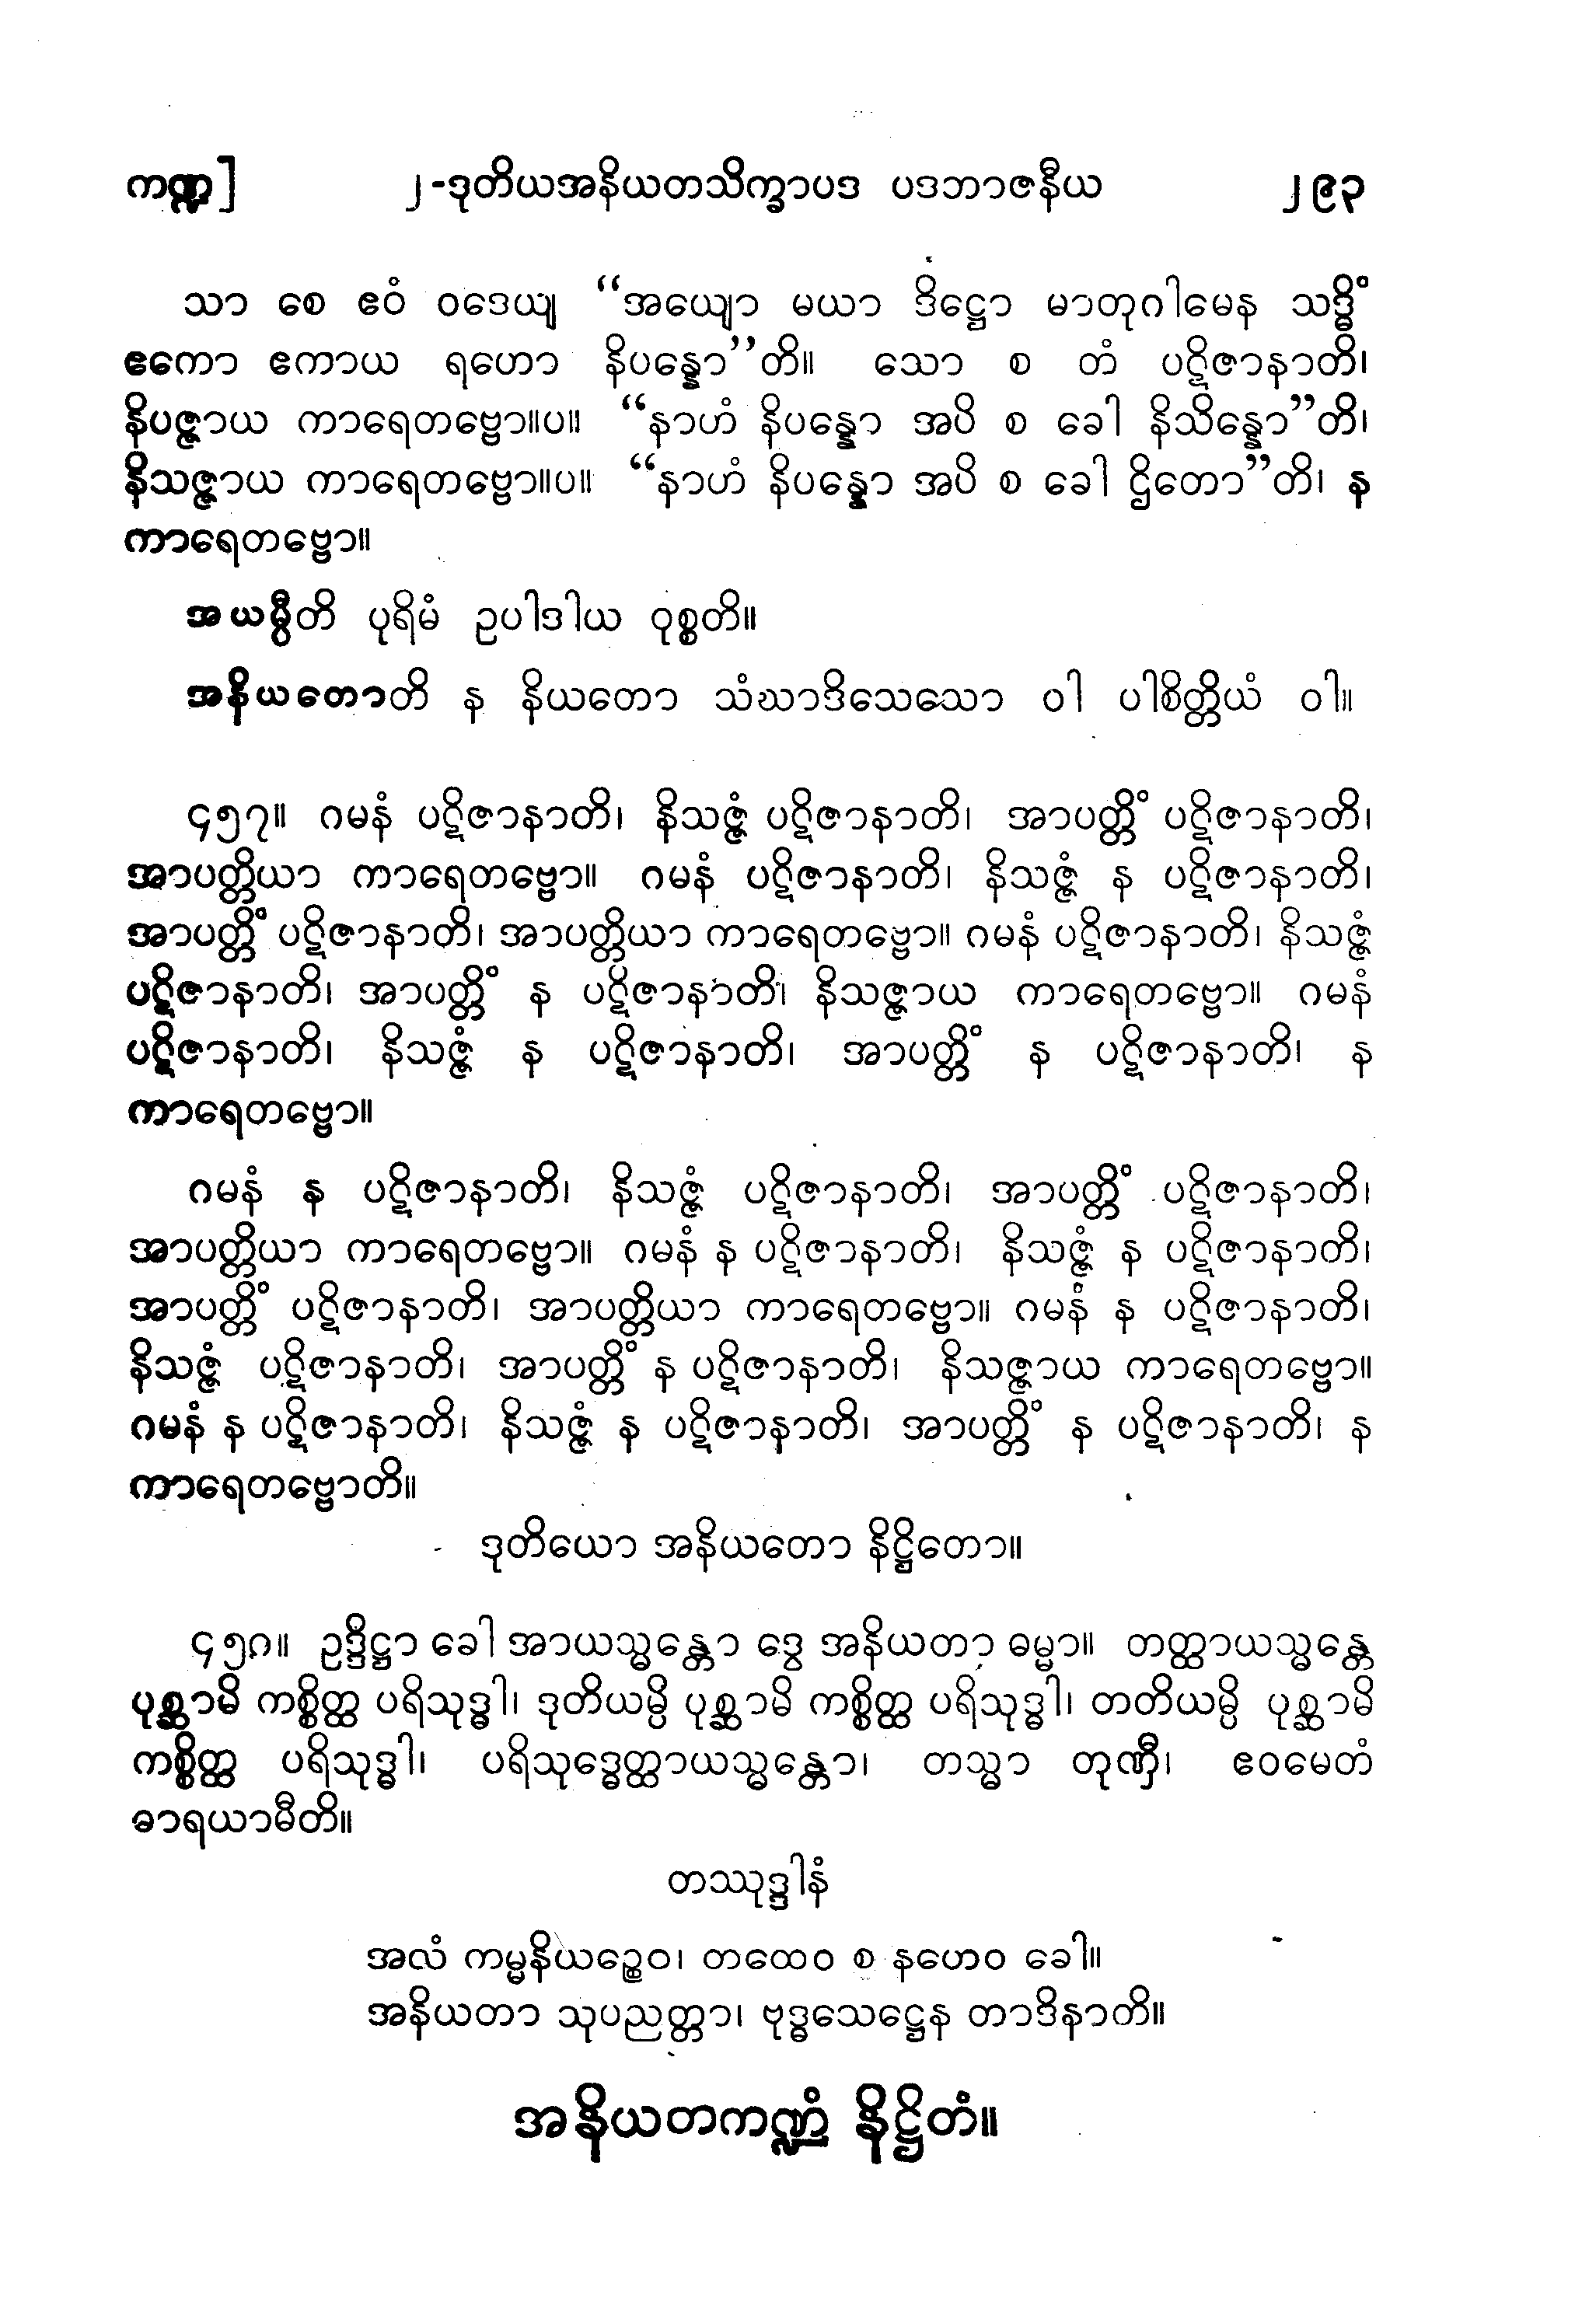 ကဏ္ဍ] ၂-ဒုတိယအနိယတသိက္ခာပဒ ပဒဘာဇနီယ ၂၉၃
သာ စေ ဧဝံ ဝဒေယျ “အယျော မယာ ဒိဋ္ဌော မာတုဂါမေန သဒ္ဓိံ
ဧကော ဧကာယ ရဟော နိပန္နော”တိ။ သော စ တံ ပဋိဇာနာတိ၊
နိပဇ္ဇာယ ကာရေတဗ္ဗော။ပ။ “နာဟံ နိပန္နော အပိ စ ခေါ နိသိန္နော”တိ၊
နိသဇ္ဇာယ ကာရေတဗ္ဗော။ပ။ “နာဟံ နိပန္နော အပိ စ ခေါ ဌိတော”တိ၊ န
ကာရေတဗ္ဗော။
အယမ္ပီတိ ပုရိမံ ဥပါဒါယ ဝုစ္စတိ။
အနိယတောတိ န နိယတော သံဃာဒိသေသော ဝါ ပါစိတ္တိယံ ဝါ။
၄၅၇။ ဂမနံ ပဋိဇာနာတိ၊ နိသဇ္ဇံ ပဋိဇာနာတိ၊ အာပတ္တိံ ပဋိဇာနာတိ၊
အာပတ္တိယာ ကာရေတဗ္ဗော။ ဂမနံ ပဋိဇာနာတိ၊ နိသဇ္ဇံ န ပဋိဇာနာတိ၊
အာပတ္တိံ ပဋိဇာနာတိ၊ အာပတ္တိယာ ကာရေတဗ္ဗော။ ဂမနံ ပဋိဇာနာတိ၊ နိသဇ္ဇံ
ပဋိဇာနာတိ၊ အာပတ္တိံ န ပဋိဇာနာတိ၊ နိသဇ္ဇာယ ကာရေတဗ္ဗော။ ဂမနံ
ပဋိဇာနာတိ၊ နိသဇ္ဇံ န ပဋိဇာနာတိ၊ အာပတ္တိံ န ပဋိဇာနာတိ၊ န
ကာရေတဗ္ဗော။
ဂမနံ န ပဋိဇာနာတိ၊ နိသဇ္ဇံ ပဋိဇာနာတိ၊ အာပတ္တိံ ပဋိဇာနာတိ၊
အာပတ္တိယာ ကာရေတဗ္ဗော။ ဂမနံ န ပဋိဇာနာတိ၊ နိသဇ္ဇံ န ပဋိဇာနာတိ၊
အာပတ္တိံ ပဋိဇာနာတိ၊ အာပတ္တိယာ ကာရေတဗ္ဗော။ ဂမနံ န ပဋိဇာနာတိ၊
နိသဇ္ဇံ ပဋိဇာနာတိ၊ အာပတ္တိံ န ပဋိဇာနာတိ၊ နိသဇ္ဇာယ ကာရေတဗ္ဗော။
ဂမနံ န ပဋိဇာနာတိ၊ နိသဇ္ဇံ န ပဋိဇာနာတိ၊ အာပတ္တိံ န ပဋိဇာနာတိ၊ န
ကာရေတဗ္ဗောတိ။
ဒုတိယော အနိယတော နိဋ္ဌိတော။
၄၅၈။ ဥဒ္ဒိဋ္ဌာ ခေါ အာယသ္မန္တော ဒွေ အနိယတာ ဓမ္မာ။ တတ္ထာယသ္မန္တေ
ပုစ္ဆာမိ ကစ္စိတ္ထ ပရိသုဒ္ဓါ၊ ဒုတိယမ္ပိ ပုစ္ဆာမိ ကစ္စိတ္ထ ပရိသုဒ္ဓါ၊ တတိယမ္ပိ ပုစ္ဆာမိ
ကစ္စိတ္ထ ပရိသုဒ္ဓါ၊ ပရိသုဒ္ဓေတ္ထာယသ္မန္တော၊ တသ္မာ တုဏှီ၊ ဧဝမေတံ
ဓာရယာမီတိ။
တဿုဒ္ဒါနံ
အလံ ကမ္မနိယဉ္စေဝ၊ တထေဝ စ နဟေဝ ခေါ။
အနိယတာ သုပညတ္တာ၊ ဗုဒ္ဓသေဋ္ဌေန တာဒိနာကိ။
အနိယတကဏ္ဍံ နိဋ္ဌိတံ။